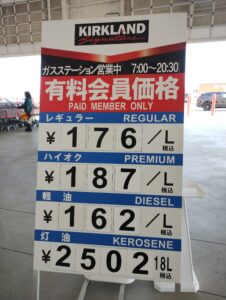 KIRKLAND
Signature
ガスステーション営業中 7:00～20:30
有料会員価格
PAID MEMBER ONLY
レギュラー REGULAR
¥176/L 税込
ハイオク PREMIUM
¥187/L 税込
軽油 DIESEL
¥162/L 税込
灯油 KEROSENE
¥2502 18L 税込